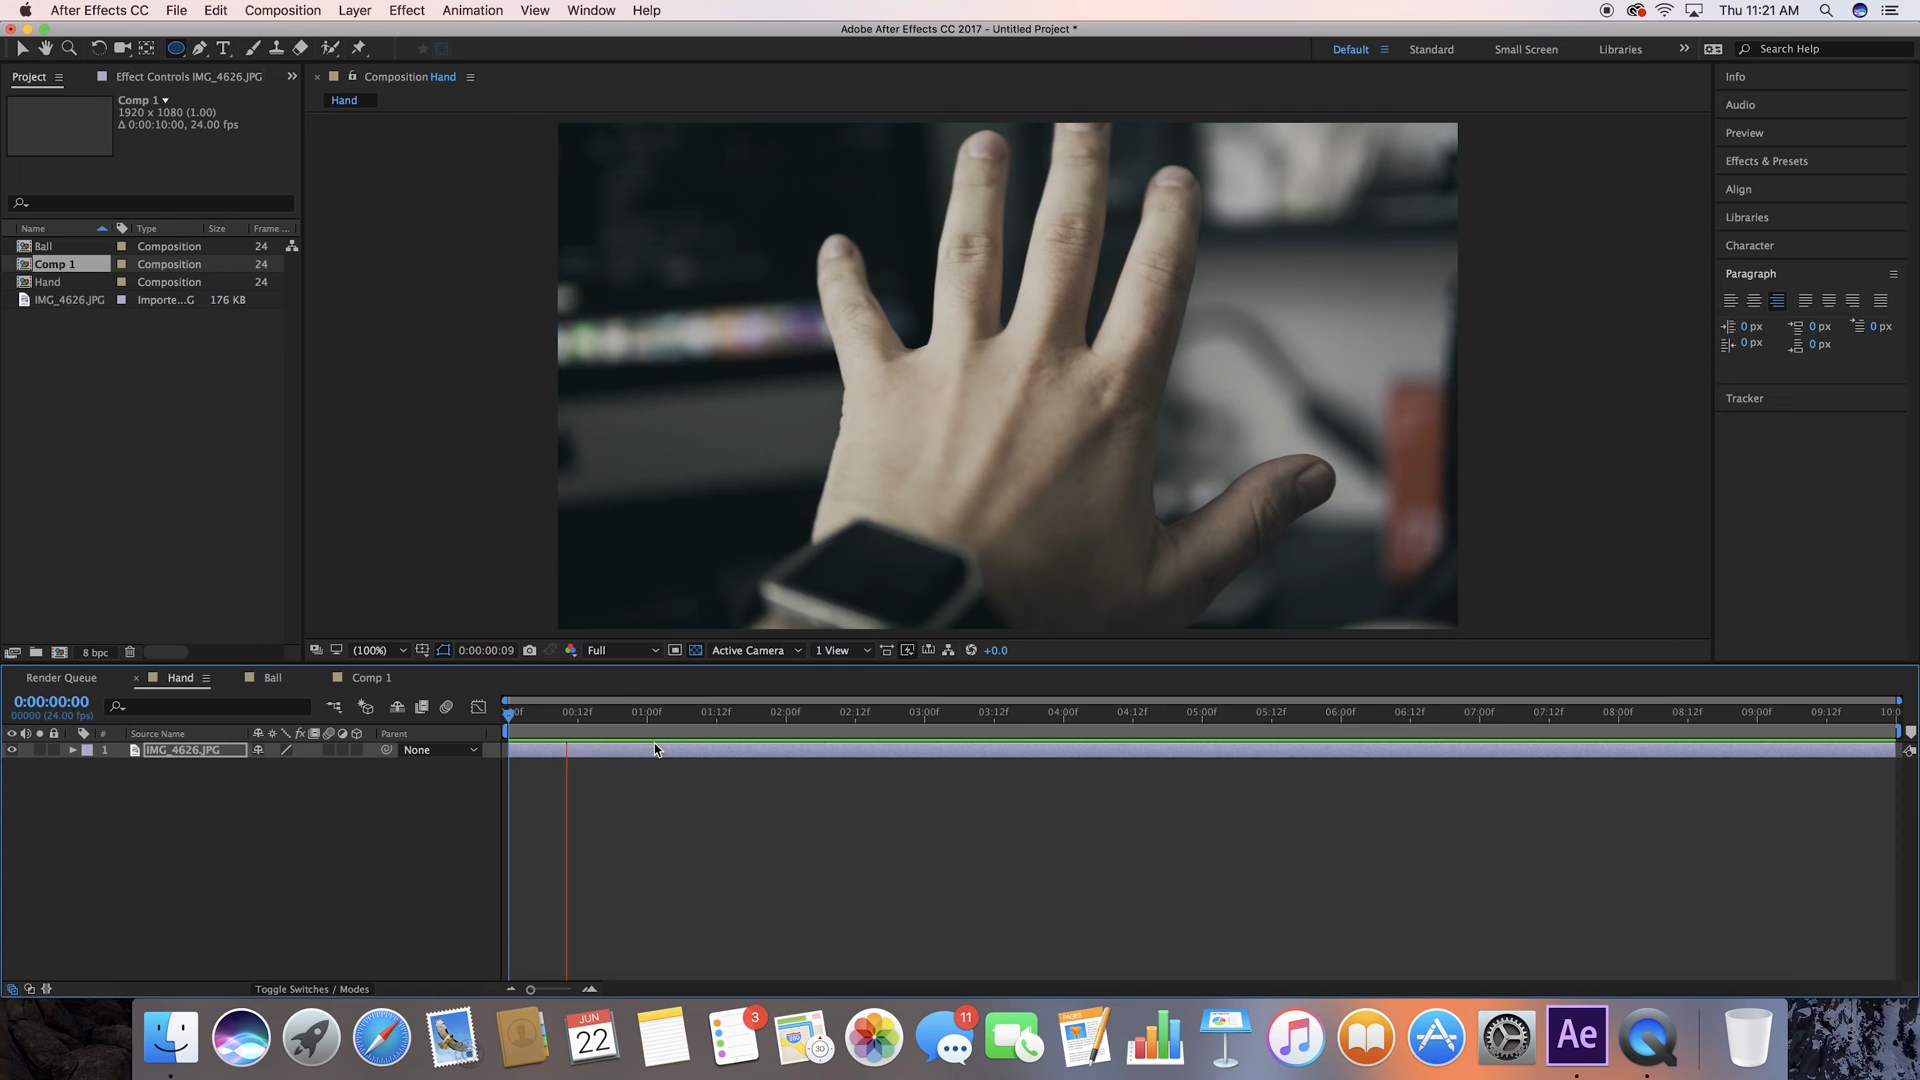 After Effects CC File Edit Composition Layer Effect Animation View Window Help Thu 11:21 AM
Adobe After Effects CC 2017 - Untitled Project *
Default Standard Small Screen Libraries Search Help
Project Effect Controls IMG_4626.JPG Composition Hand Info
Hand
Comp 1
1920 x 1080 (1.00)
Δ 0:00:10:00, 24.00 fps
Audio
Preview
Effects & Presets
Align
Libraries
Character
Paragraph
0 px 0 px 0 px
0 px 0 px
Tracker
Name Type Size Frame ...
Ball Composition 24
Comp 1 Composition 24
Hand Composition 24
IMG_4626.JPG Importe...G 176 KB
8 bpc (100%) 0:00:00:09 Full Active Camera 1 View +0.0
Render Queue Hand Ball Comp 1
0:00:00:00
00000 (24.00 fps)
00f 00:12f 01:00f 01:12f 02:00f 02:12f 03:00f 03:12f 04:00f 04:12f 05:00f 05:12f 06:00f 06:12f 07:00f 07:12f 08:00f 08:12f 09:00f 09:12f 10:0
# Source Name fx Parent
1 IMG_4626.JPG None
Toggle Switches / Modes
JUN
22
3
280
3D
11
PAGES
Ae